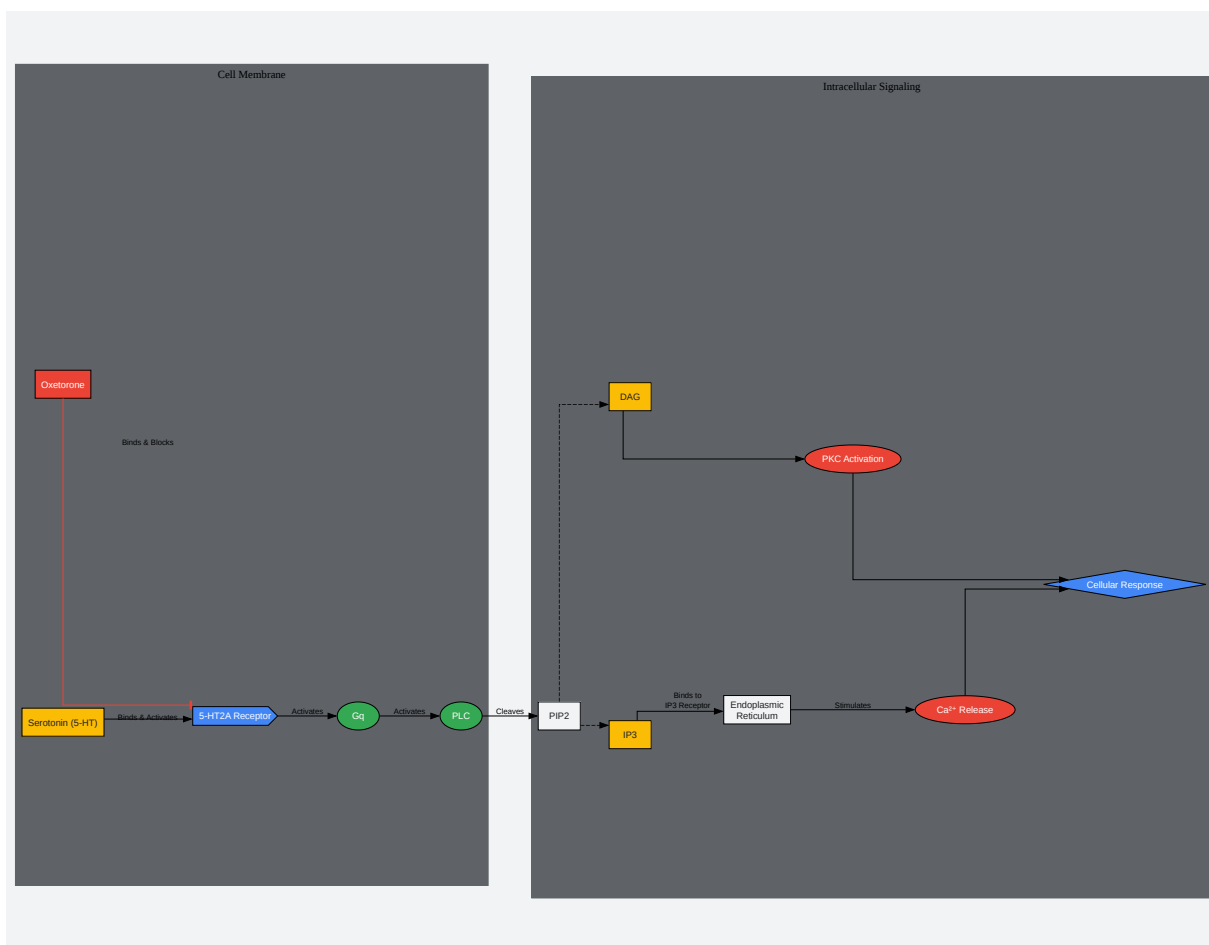 Cell Membrane
Intracellular Signaling
Oxetorone
DAG
Binds & Blocks
PKC Activation
Cellular Response
Serotonin (5-HT)
Binds & Activates
5-HT2A Receptor
Activates
Gq
Activates
PLC
Cleaves
PIP2
IP3
Binds to
IP3 Receptor
Endoplasmic
Reticulum
Stimulates
Ca²⁺ Release